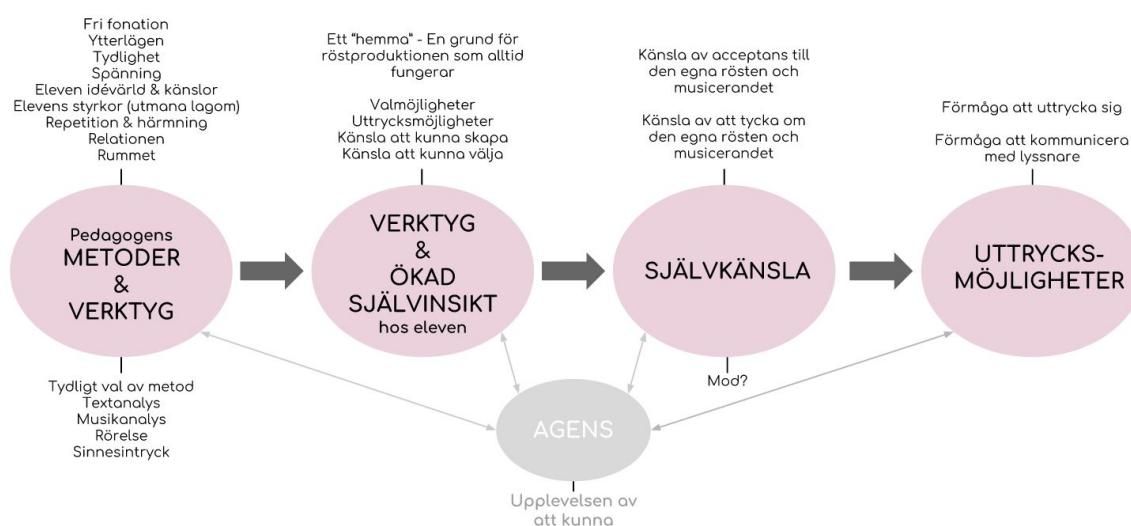 Fri fonation
Ytterlägen
Tydlighet
Spänning
Eleven idévärld & känslor
Elevens styrkor (utmana lagom)
Repetition & härmning
Relationen
Rummet
Pedagogens
METODER
&
VERKTYG
Tydligt val av metod
Textanalys
Musikanalys
Rörelse
Sinnesintryck
Ett "hemma" - En grund för
röstproduktionen som alltid
fungerar
Valmöjligheter
Uttrycksmöjligheter
Känsla att kunna skapa
Känsla att kunna välja
VERKTYG
&
ÖKAD
SJÄLVINSIKT
hos eleven
Känsla av acceptans till
den egna rösten och
musicerandet
Känsla av att tycka om
den egna rösten och
musicerandet
SJÄLVKÄNSLA
Mod?
Förmåga att uttrycka sig
Förmåga att kommunicera
med lyssnare
UTTRYCKS-
MÖJLIGHETER
AGENS
Upplevelsen av
att kunna